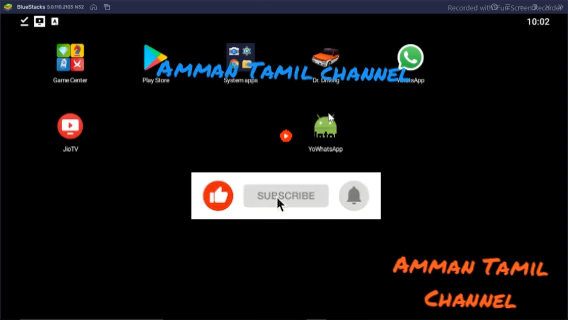 BlueStacks
Recorded with
10:02
AMMAN TAMIL CHANNEL
Game Center
Play Store
System apps
Dr. Driving
WhatsApp
JioTV
YoWhatsApp
SUBSCRIBE
AMMAN TAMIL
CHANNEL